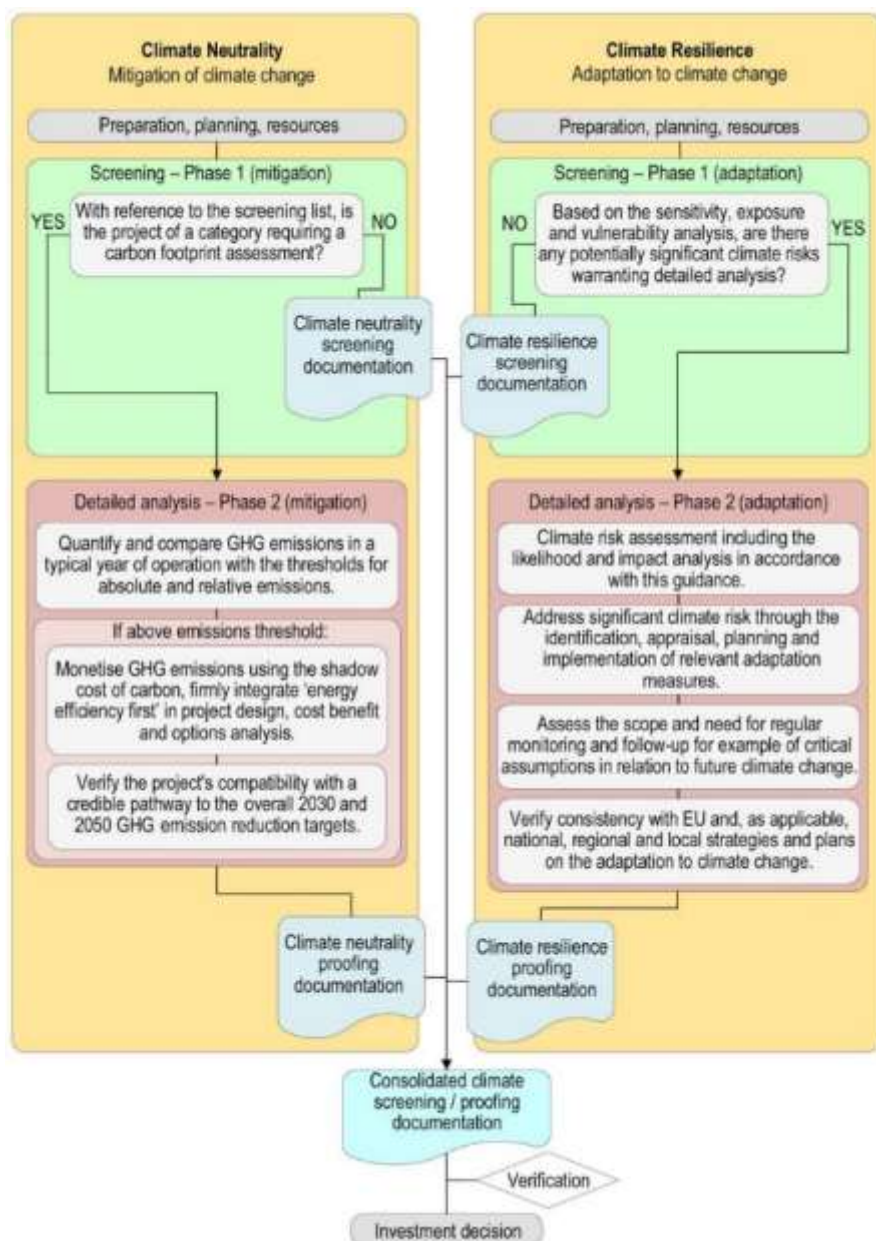 Climate Neutrality
Mitigation of climate change
Preparation, planning, resources
Screening – Phase 1 (mitigation)
YES
With reference to the screening list, is
the project of a category requiring a
carbon footprint assessment?
NO
Climate neutrality
screening
documentation
Detailed analysis – Phase 2 (mitigation)
Quantify and compare GHG emissions in a
typical year of operation with the thresholds for
absolute and relative emissions.
If above emissions threshold:
Monetise GHG emissions using the shadow
cost of carbon, firmly integrate ‘energy
efficiency first’ in project design, cost benefit
and options analysis.
Verify the project's compatibility with a
credible pathway to the overall 2030 and
2050 GHG emission reduction targets.
Climate neutrality
proofing
documentation
Climate Resilience
Adaptation to climate change
Preparation, planning, resources
Screening – Phase 1 (adaptation)
NO
Based on the sensitivity, exposure
and vulnerability analysis, are there
any potentially significant climate risks
warranting detailed analysis?
YES
Climate resilience
screening
documentation
Detailed analysis – Phase 2 (adaptation)
Climate risk assessment including the
likelihood and impact analysis in accordance
with this guidance.
Address significant climate risk through the
identification, appraisal, planning and
implementation of relevant adaptation
measures.
Assess the scope and need for regular
monitoring and follow-up for example of critical
assumptions in relation to future climate change.
Verify consistency with EU and, as applicable,
national, regional and local strategies and plans
on the adaptation to climate change.
Climate resilience
proofing
documentation
Consolidated climate
screening / proofing
documentation
Verification
Investment decision